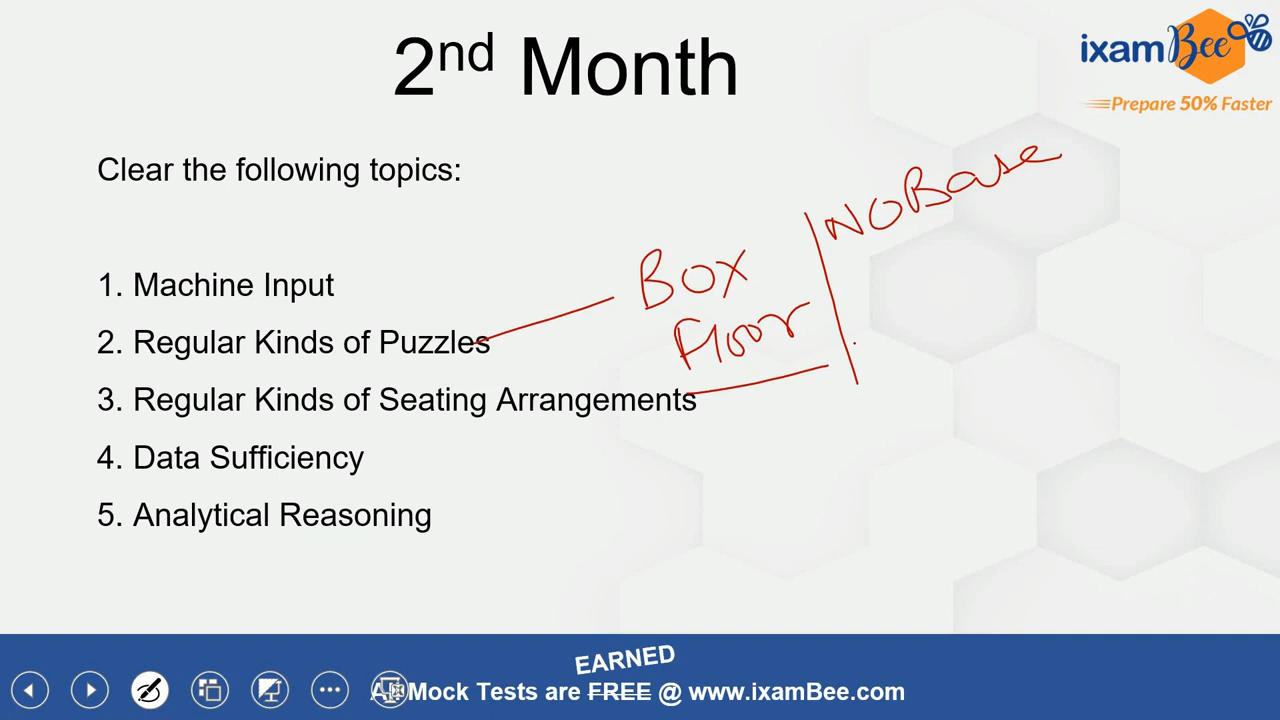 2nd Month
ixamBee
Prepare 50% Faster
Clear the following topics:
NO Base
Box
Floor
1. Machine Input
2. Regular Kinds of Puzzles
3. Regular Kinds of Seating Arrangements
4. Data Sufficiency
5. Analytical Reasoning
EARNED
All Mock Tests are FREE @ www.ixamBee.com